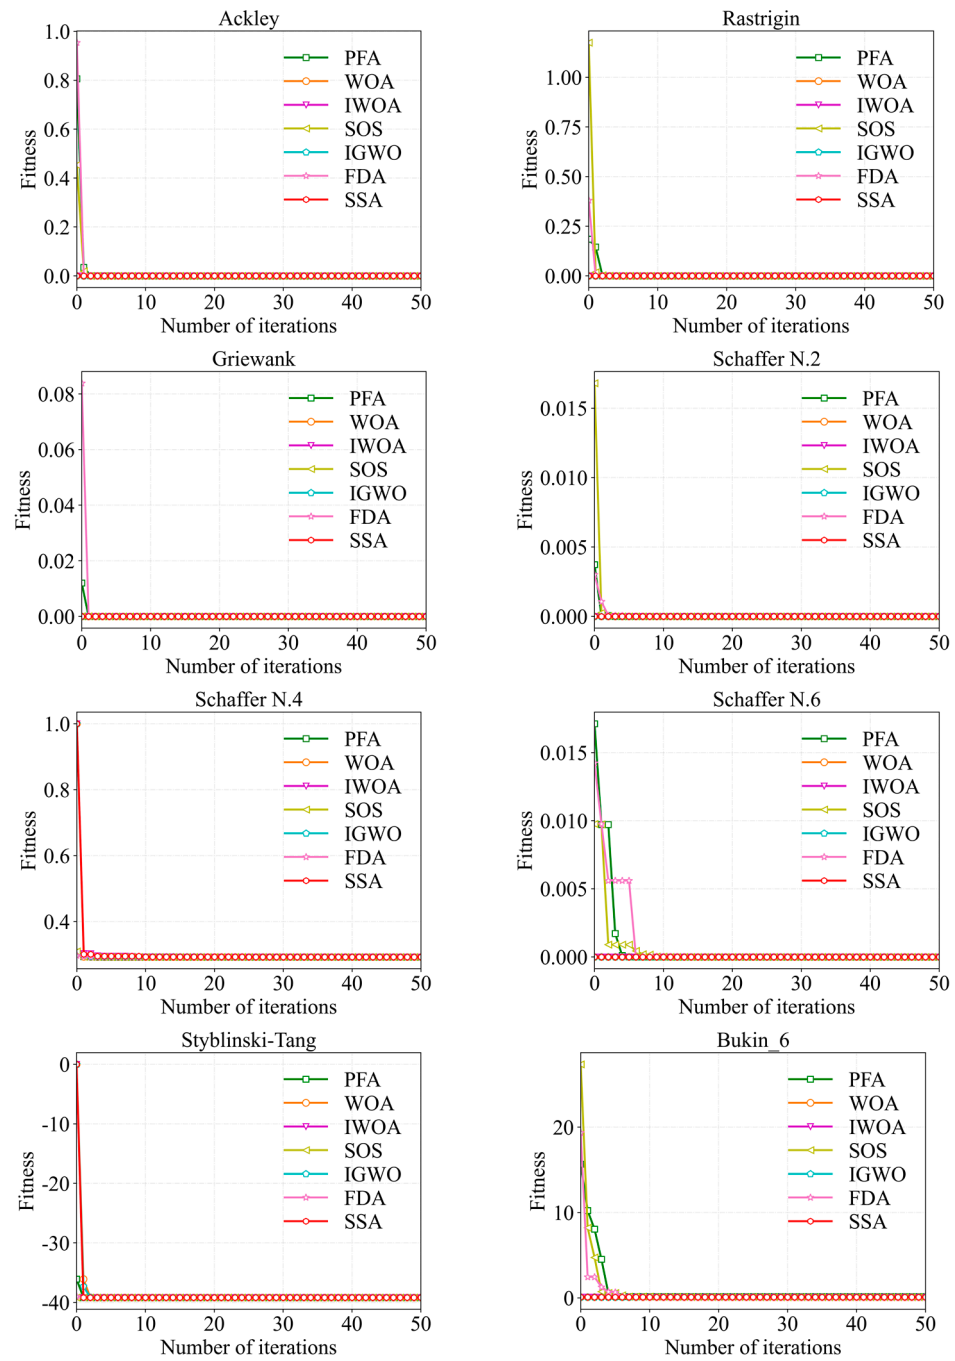 Ackley
1.0
0.8
0.6
0.4
0.2
0.0
Fitness
PFA
WOA
IWOA
SOS
IGWO
FDA
SSA
0 10 20 30 40 50
Number of iterations
Rastrigin
1.00
0.75
0.50
0.25
0.00
Fitness
PFA
WOA
IWOA
SOS
IGWO
FDA
SSA
0 10 20 30 40 50
Number of iterations
Griewank
0.08
0.06
0.04
0.02
0.00
Fitness
PFA
WOA
IWOA
SOS
IGWO
FDA
SSA
0 10 20 30 40 50
Number of iterations
Schaffer N.2
0.015
0.010
0.005
0.000
Fitness
PFA
WOA
IWOA
SOS
IGWO
FDA
SSA
0 10 20 30 40 50
Number of iterations
Schaffer N.4
1.0
0.8
0.6
0.4
Fitness
PFA
WOA
IWOA
SOS
IGWO
FDA
SSA
0 10 20 30 40 50
Number of iterations
Schaffer N.6
0.015
0.010
0.005
0.000
Fitness
PFA
WOA
IWOA
SOS
IGWO
FDA
SSA
0 10 20 30 40 50
Number of iterations
Styblinski-Tang
0
-10
-20
-30
-40
Fitness
PFA
WOA
IWOA
SOS
IGWO
FDA
SSA
0 10 20 30 40 50
Number of iterations
Bukin_6
20
10
0
Fitness
PFA
WOA
IWOA
SOS
IGWO
FDA
SSA
0 10 20 30 40 50
Number of iterations